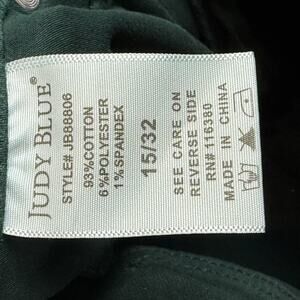 JUDY BLUE®
STYLE# JB88806
93%COTTON
6%POLYESTER
1%SPANDEX
15/32
SEE CARE ON
REVERSE SIDE
RN# 116380
MADE IN CHINA